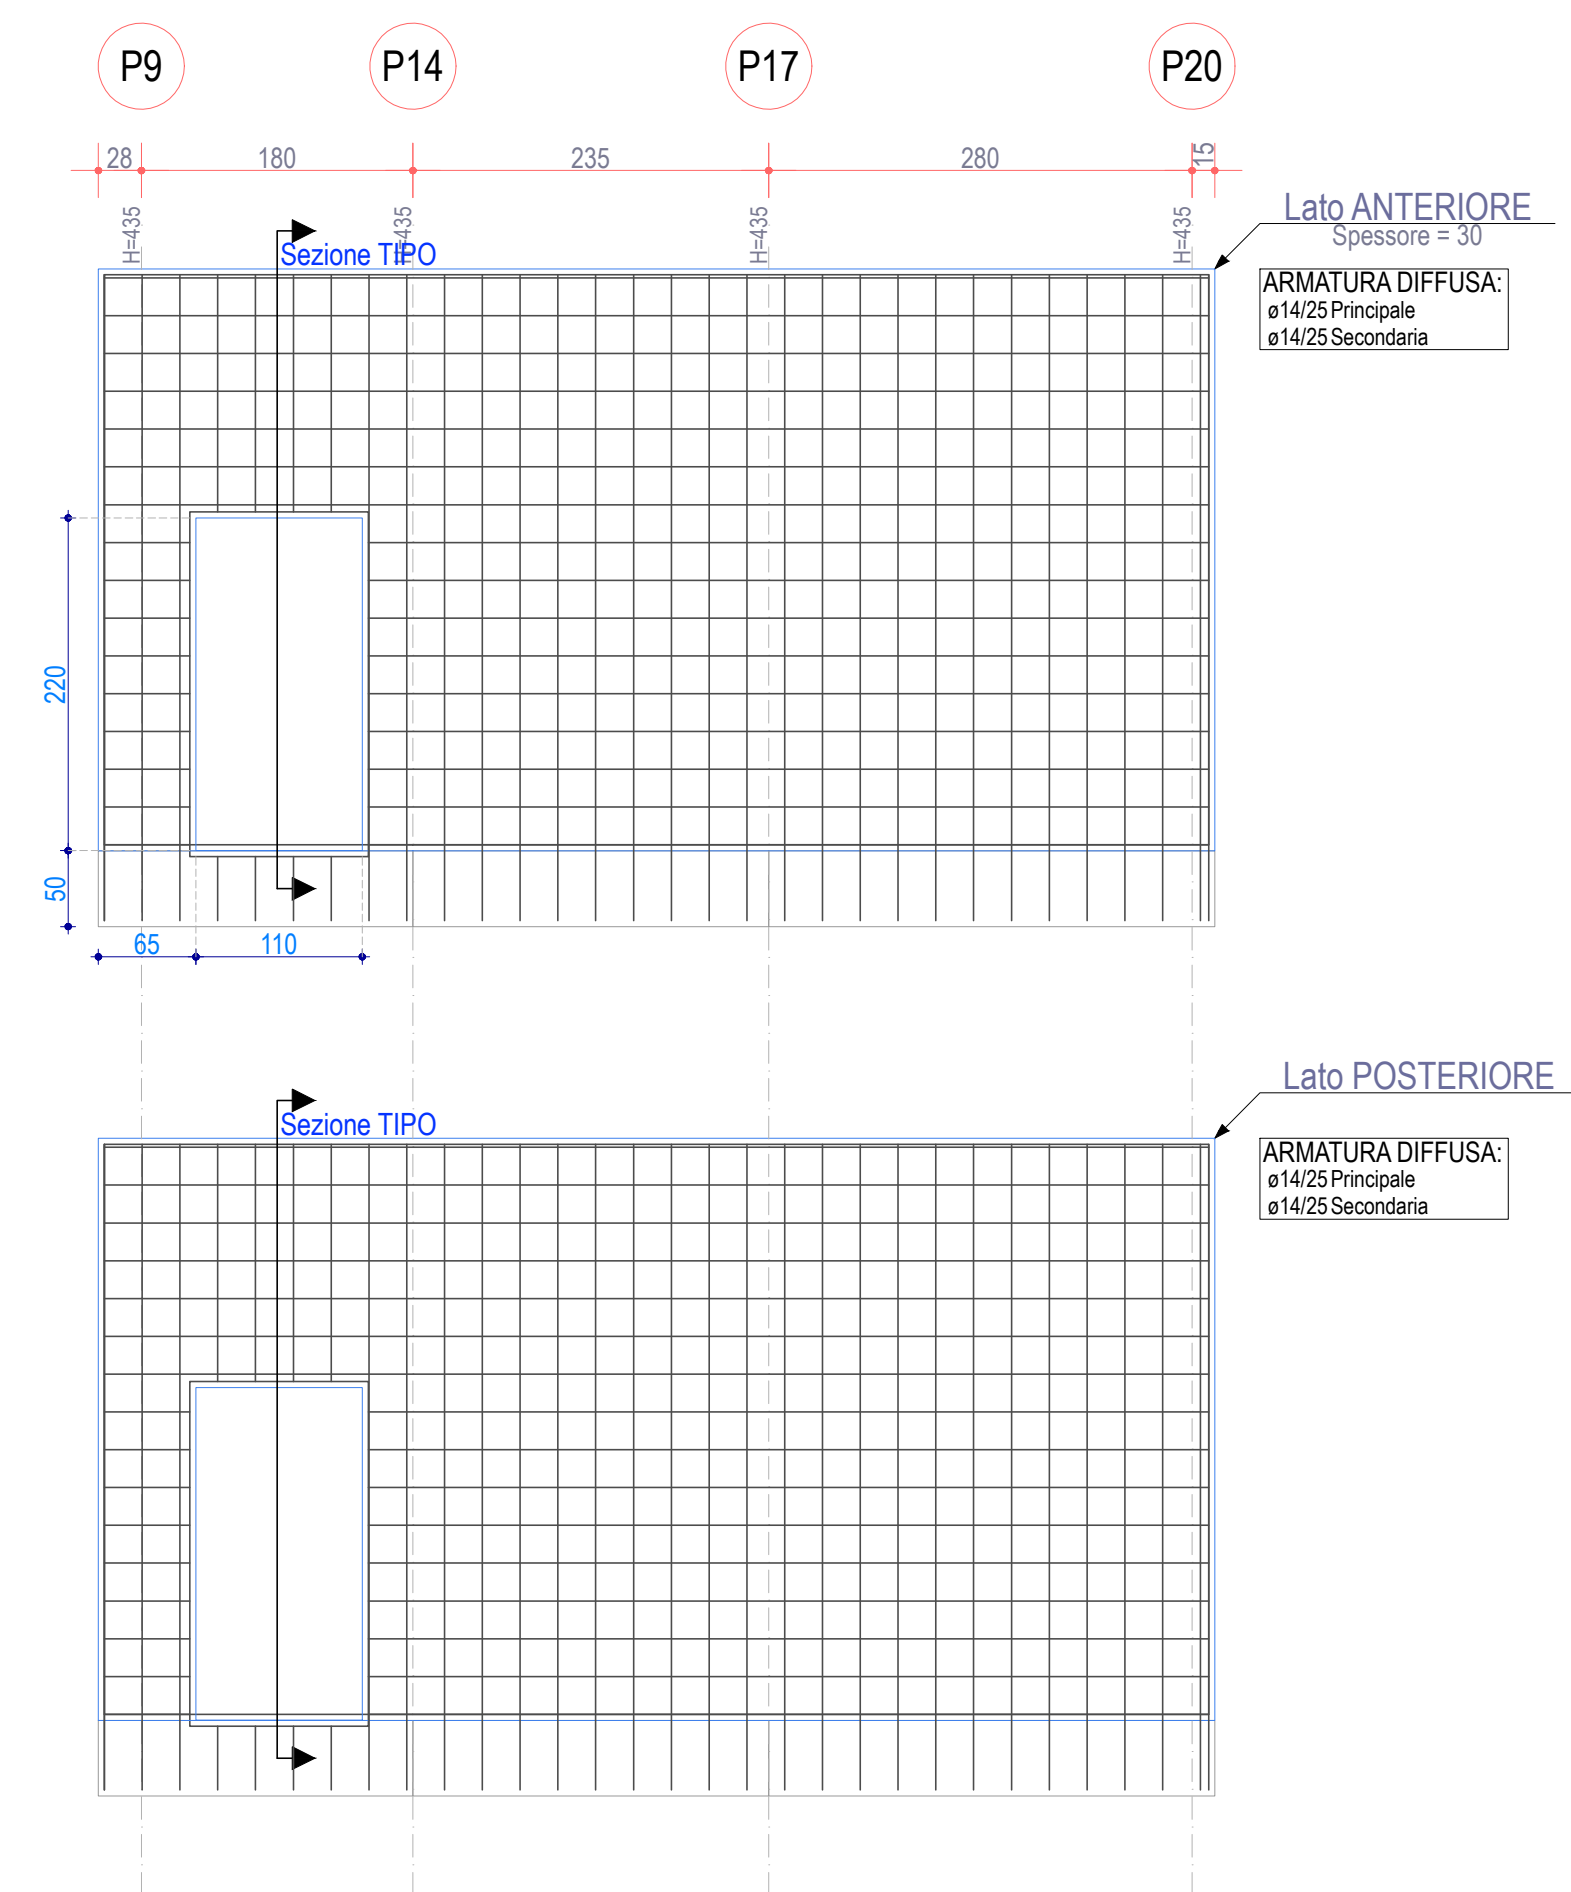 P9 P14 P17 P20
28 180 235 280 15
H=435 H=435 H=435 H=435
Lato ANTERIORE
Spessore = 30
Sezione TIPO
ARMATURA DIFFUSA:
ø14/25 Principale
ø14/25 Secondaria
220
50
65 110
Lato POSTERIORE
Sezione TIPO
ARMATURA DIFFUSA:
ø14/25 Principale
ø14/25 Secondaria